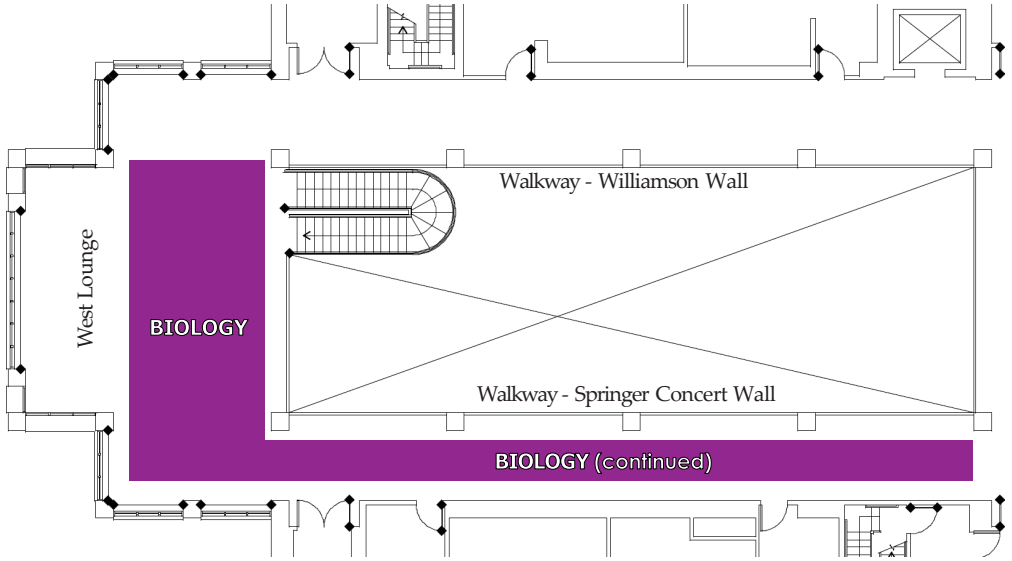 Walkway - Williamson Wall
West Lounge
BIOLOGY
Walkway - Springer Concert Wall
BIOLOGY (continued)